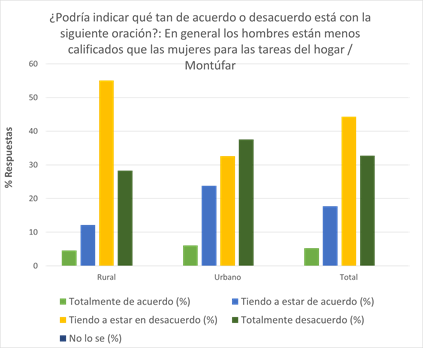 ¿Podría indicar qué tan de acuerdo o desacuerdo está con la
siguiente oración?: En general los hombres están menos
calificados que las mujeres para las tareas del hogar /
Montúfar
% Respuestas
60
50
40
30
20
10
0
Rural
Urbano
Total
Totalmente de acuerdo (%)
Tiendo a estar de acuerdo (%)
Tiendo a estar en desacuerdo (%)
Totalmente desacuerdo (%)
No lo se (%)